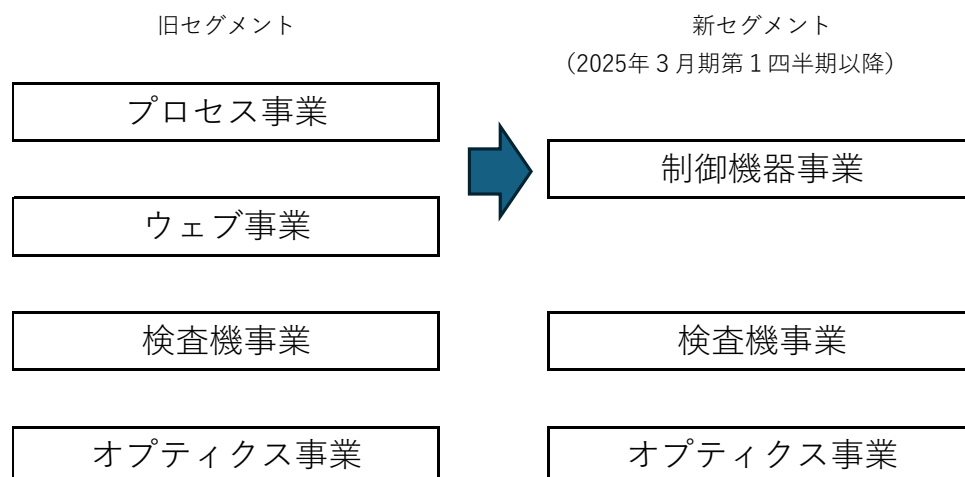 旧セグメント
新セグメント
（2025年３月期第１四半期以降）
プロセス事業
ウェブ事業
制御機器事業
検査機事業
検査機事業
オプティクス事業
オプティクス事業